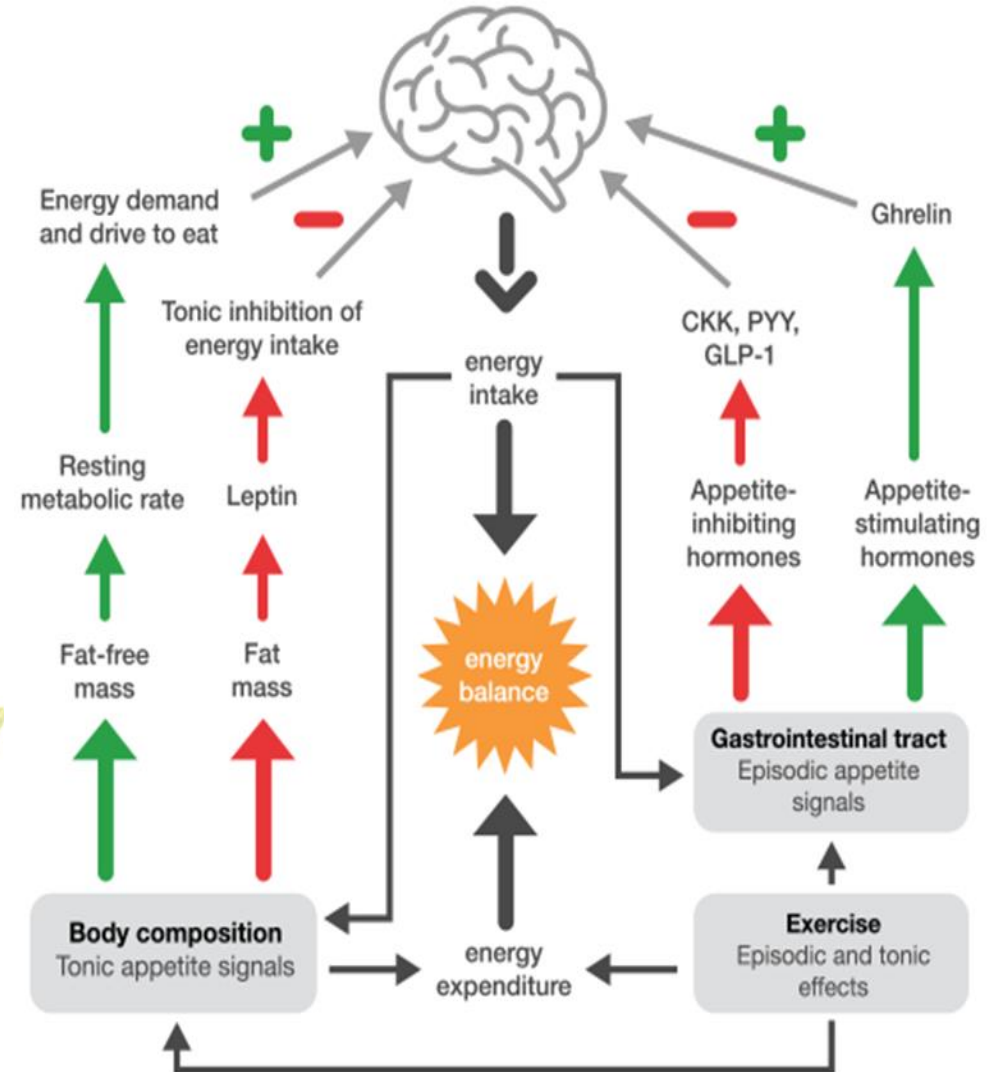 Energy demand
and drive to eat
Ghrelin
Tonic inhibition of
energy intake
CKK, PYY,
GLP-1
energy
intake
Resting
metabolic rate
Leptin
Appetite-
inhibiting
hormones
Appetite-
stimulating
hormones
Fat-free
mass
Fat
mass
energy
balance
Gastrointestinal tract
Episodic appetite
signals
Body composition
Tonic appetite signals
energy
expenditure
Exercise
Episodic and tonic
effects